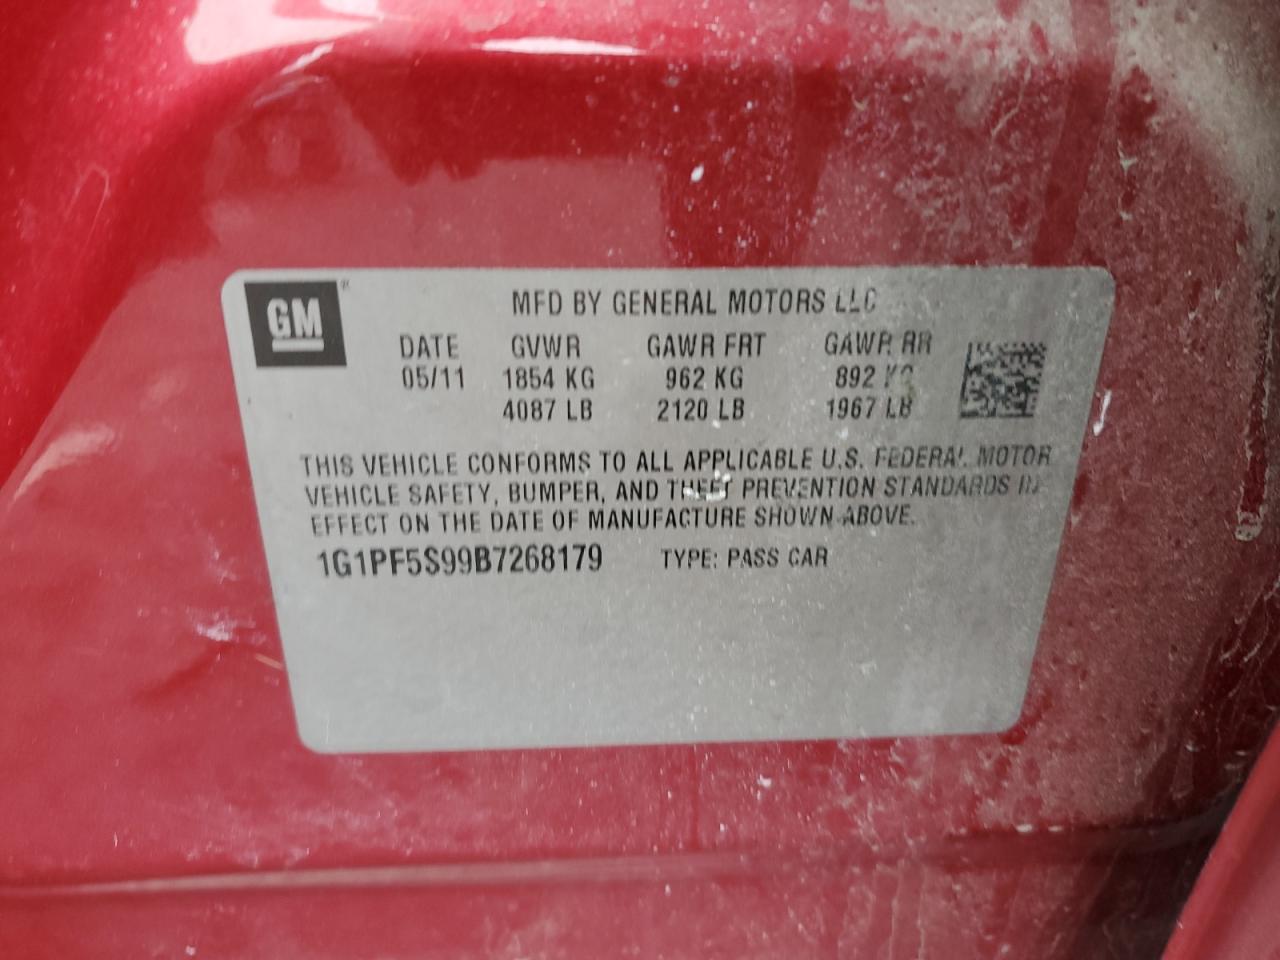 GM®
MFD BY GENERAL MOTORS LLC
DATE GVWR GAWR FRT GAWR RR
05/11 1854 KG 962 KG 892 KG
4087 LB 2120 LB 1967 LB
THIS VEHICLE CONFORMS TO ALL APPLICABLE U.S. FEDERAL MOTOR
VEHICLE SAFETY, BUMPER, AND THEFT PREVENTION STANDARDS IN
EFFECT ON THE DATE OF MANUFACTURE SHOWN ABOVE.
1G1PF5S99B7268179 TYPE: PASS CAR